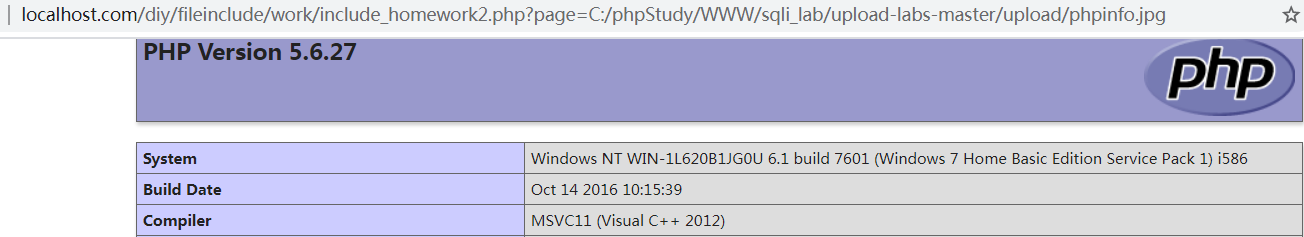 localhost.com/diy/fileinclude/work/include_homework2.php?page=C:/phpStudy/WWW/sqli_lab/upload-labs-master/upload/phpinfo.jpg
PHP Version 5.6.27
php
System Windows NT WIN-1L620B1JG0U 6.1 build 7601 (Windows 7 Home Basic Edition Service Pack 1) i586
Build Date Oct 14 2016 10:15:39
Compiler MSVC11 (Visual C++ 2012)